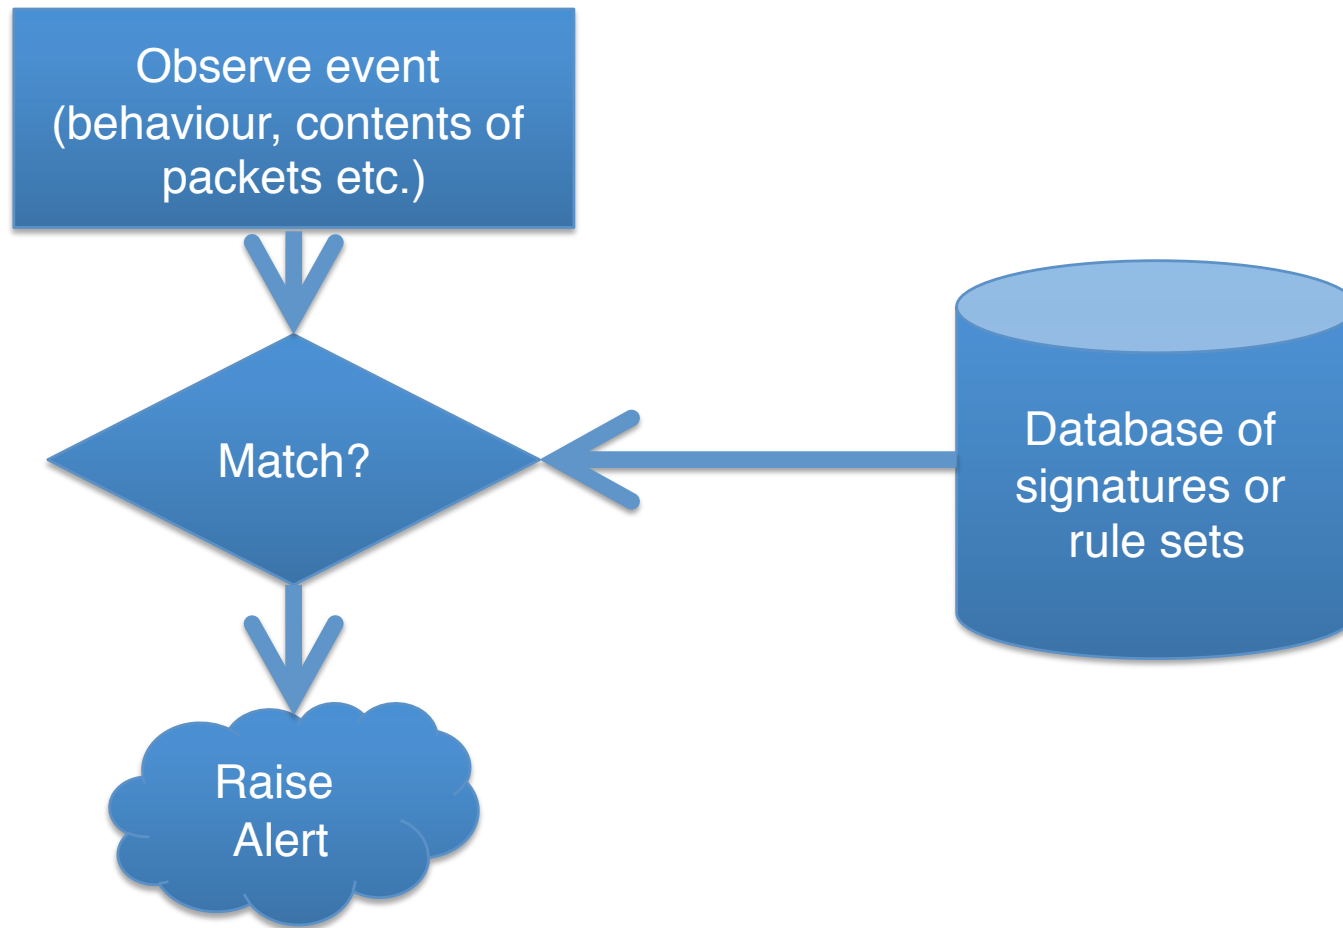 Observe event
(behaviour, contents of
packets etc.)
Match?
Database of
signatures or
rule sets
Raise
Alert